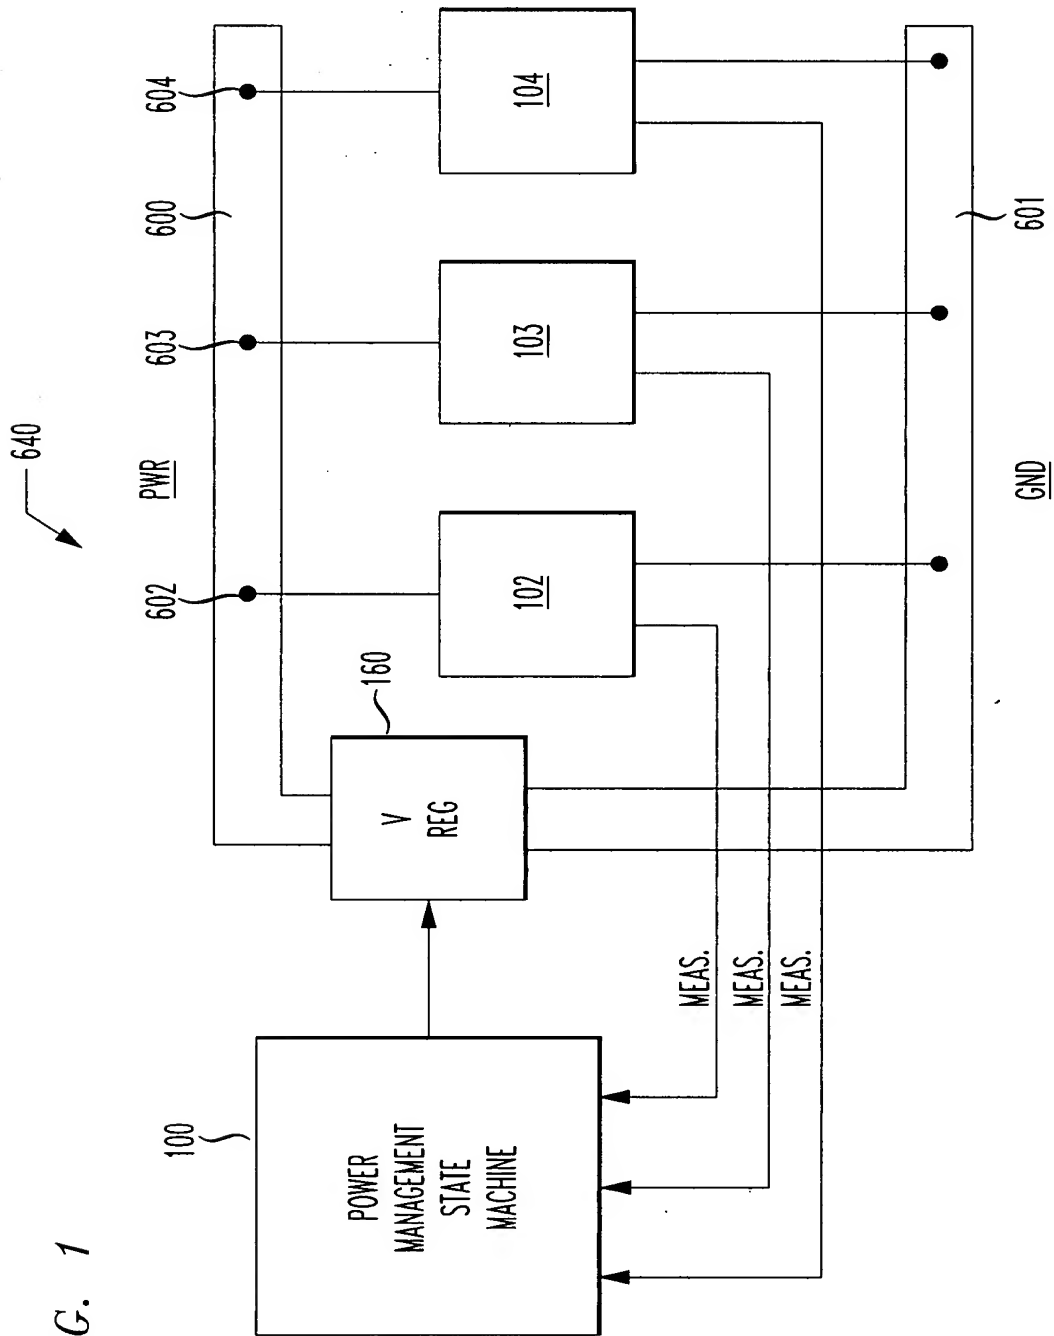 G. 1
640
PWR
602
603
600
604
160
V
REG
102
103
104
100
POWER
MANAGEMENT
STATE
MACHINE
MEAS.
MEAS.
MEAS.
601
GND